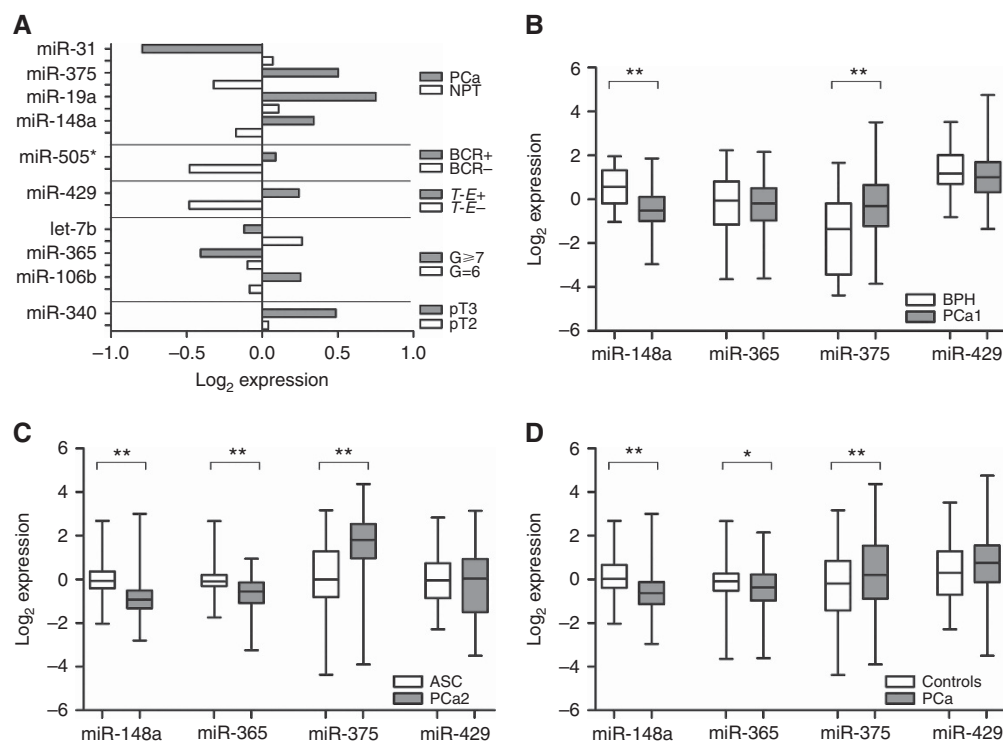 A
miR-31
miR-375
miR-19a
miR-148a
miR-505*
miR-429
let-7b
miR-365
miR-106b
miR-340
PCa
NPT
BCR+
BCR–
T-E+
T-E–
G⩾7
G=6
pT3
pT2
–1.0 –0.5 0.0 0.5 1.0
Log2 expression
B
Log2 expression
6
4
2
0
–2
–4
–6
** **
BPH
PCa1
miR-148a miR-365 miR-375 miR-429
C
Log2 expression
6
4
2
0
–2
–4
–6
** ** **
ASC
PCa2
miR-148a miR-365 miR-375 miR-429
D
Log2 expression
6
4
2
0
–2
–4
–6
** * **
Controls
PCa
miR-148a miR-365 miR-375 miR-429